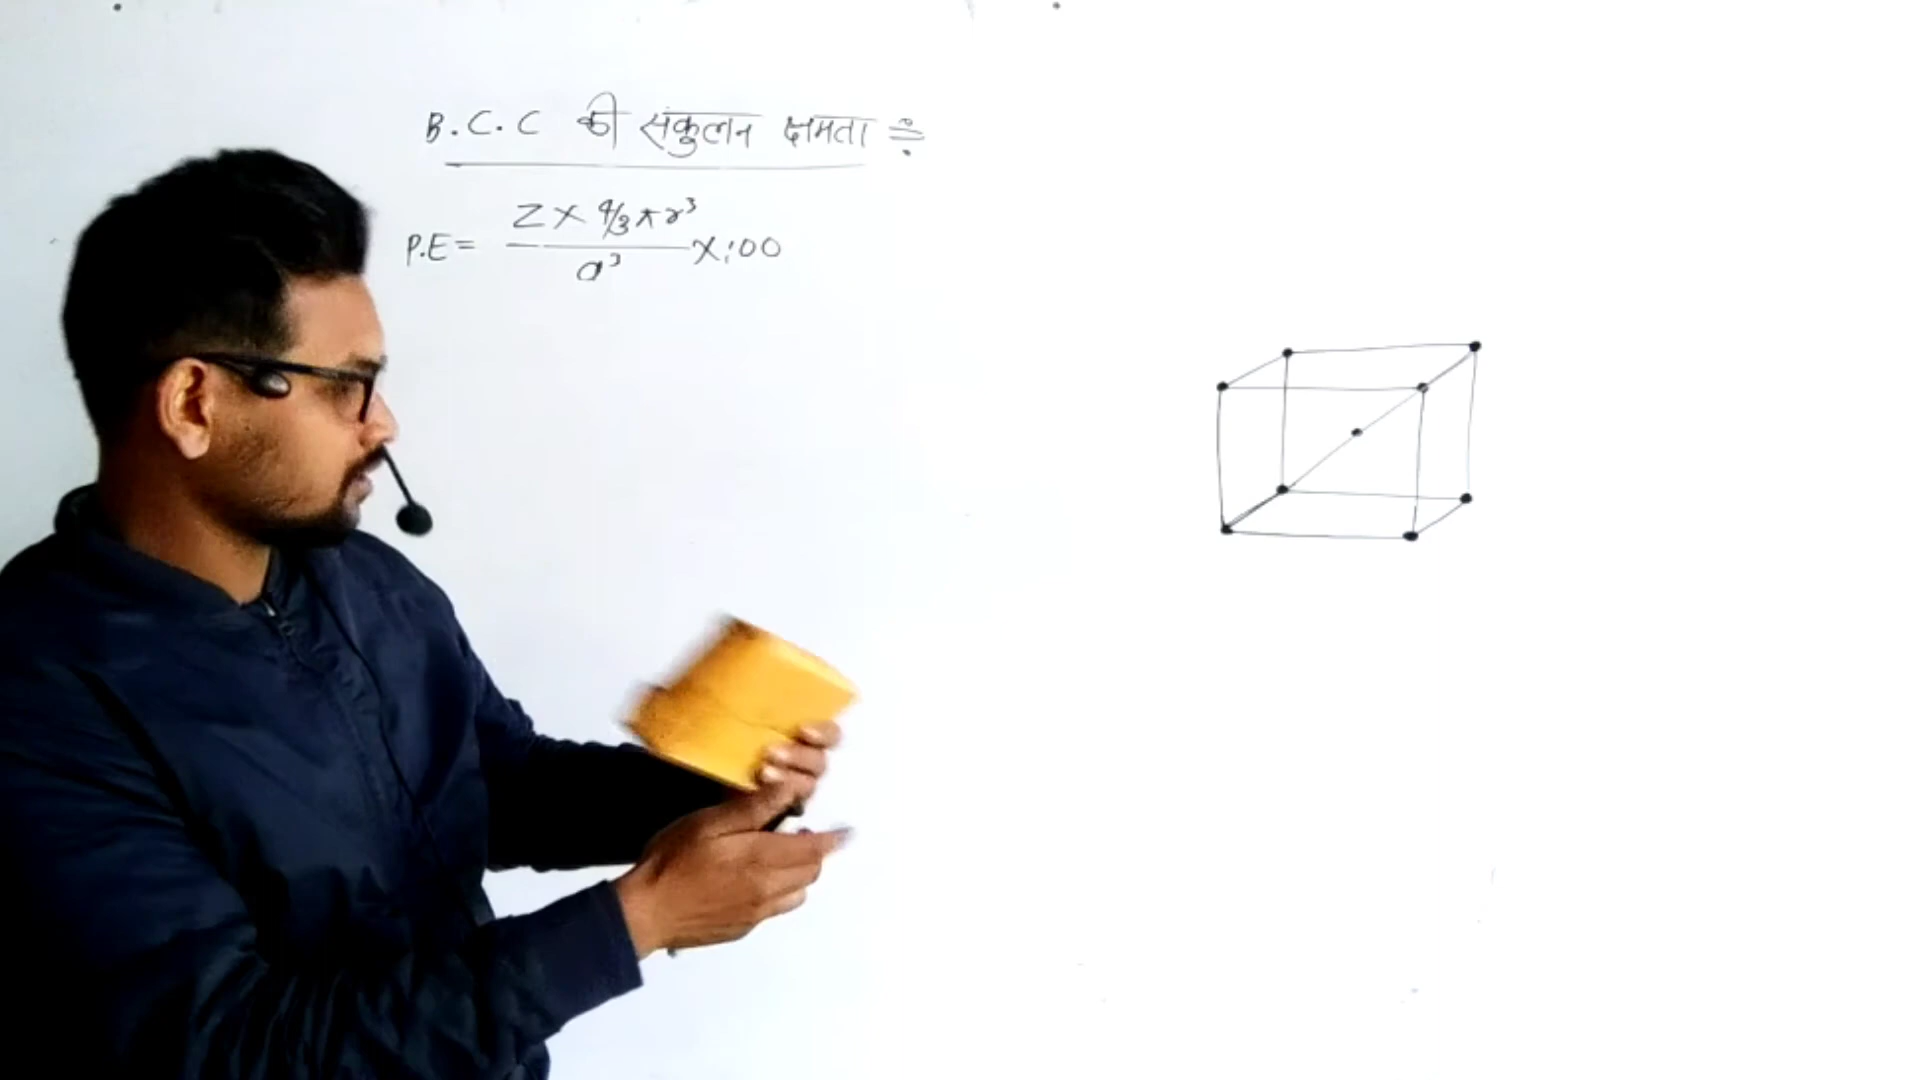 B.C.C की संकुलन क्षमता ÷
P.E = Z × 4/3 π r³ / a³ × 100